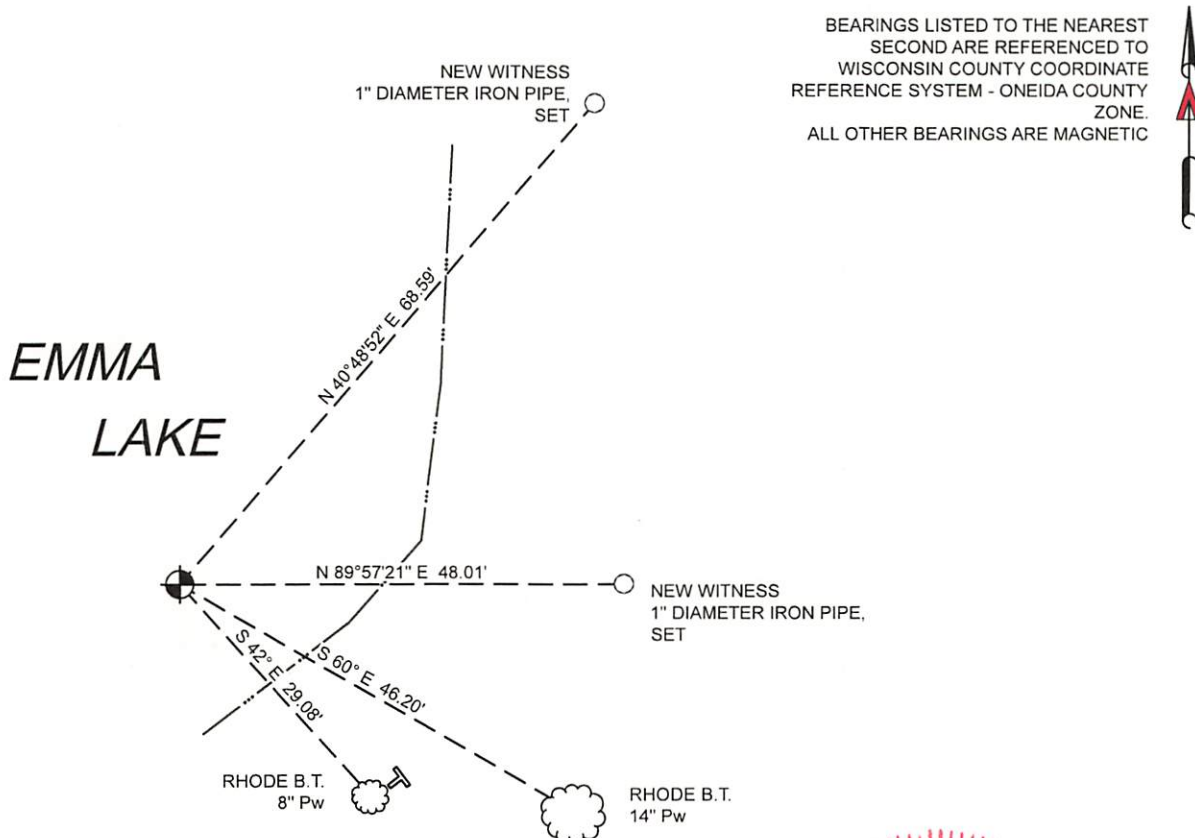 BEARINGS LISTED TO THE NEAREST
SECOND ARE REFERENCED TO
WISCONSIN COUNTY COORDINATE
REFERENCE SYSTEM - ONEIDA COUNTY
ZONE.
ALL OTHER BEARINGS ARE MAGNETIC
NEW WITNESS
1" DIAMETER IRON PIPE,
SET
N 40°48'52" E 68.59'
EMMA
LAKE
N 89°57'21" E 48.01'
NEW WITNESS
1" DIAMETER IRON PIPE,
SET
S 42° E 29.08'
S 60° E 46.20'
RHODE B.T.
8" Pw
RHODE B.T.
14" Pw